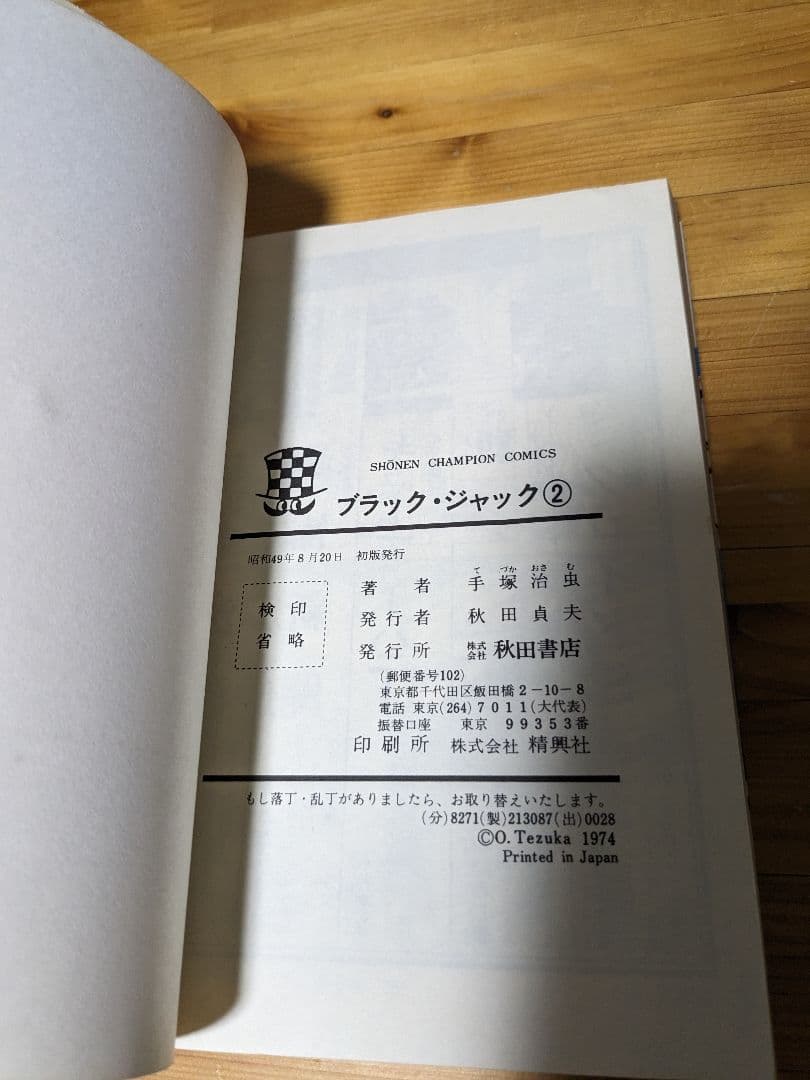 SHŌNEN CHAMPION COMICS
ブラック・ジャック②
昭和49年8月20日 初版発行
検印
省略
著者 手塚治虫
てづかおさむ
発行者 秋田貞夫
発行所 株式会社 秋田書店
(郵便番号102)
東京都千代田区飯田橋2-10-8
電話 東京(264)7011(大代表)
振替口座 東京 99353番
印刷所 株式会社 精興社
もし落丁・乱丁がありましたら、お取り替えいたします。
(分)8271(製)213087(出)0028
©O. Tezuka 1974
Printed in Japan